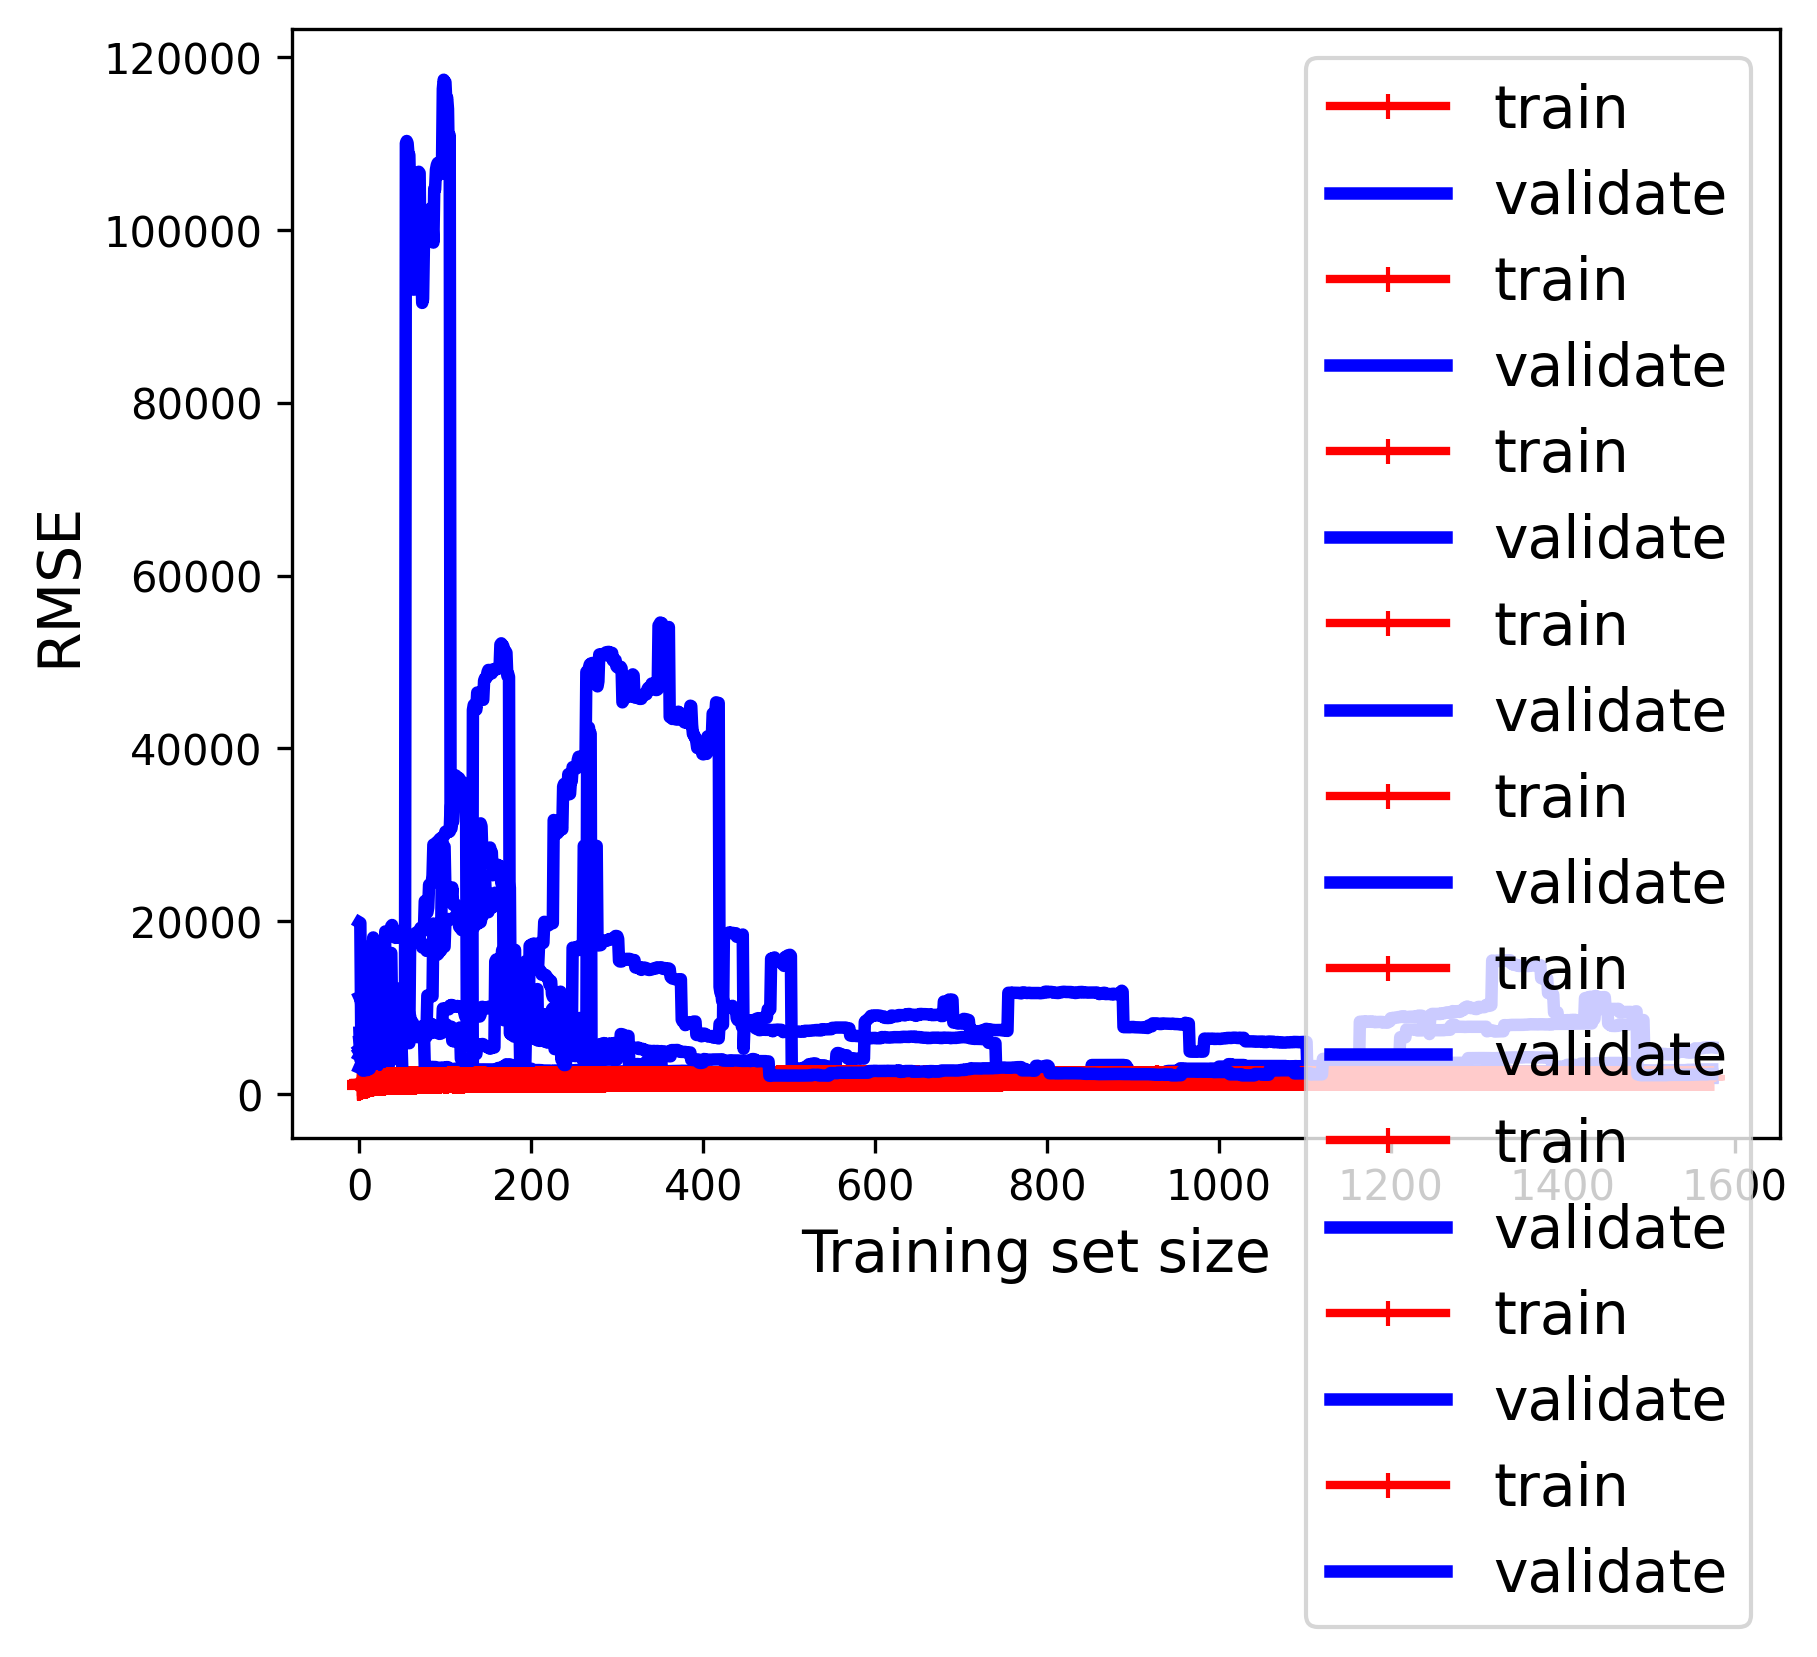 120000
100000
80000
60000
40000
20000
0
RMSE
0 200 400 600 800 1000 1200 1400 1600
Training set size
train
validate
train
validate
train
validate
train
validate
train
validate
train
validate
train
validate
train
validate
train
validate